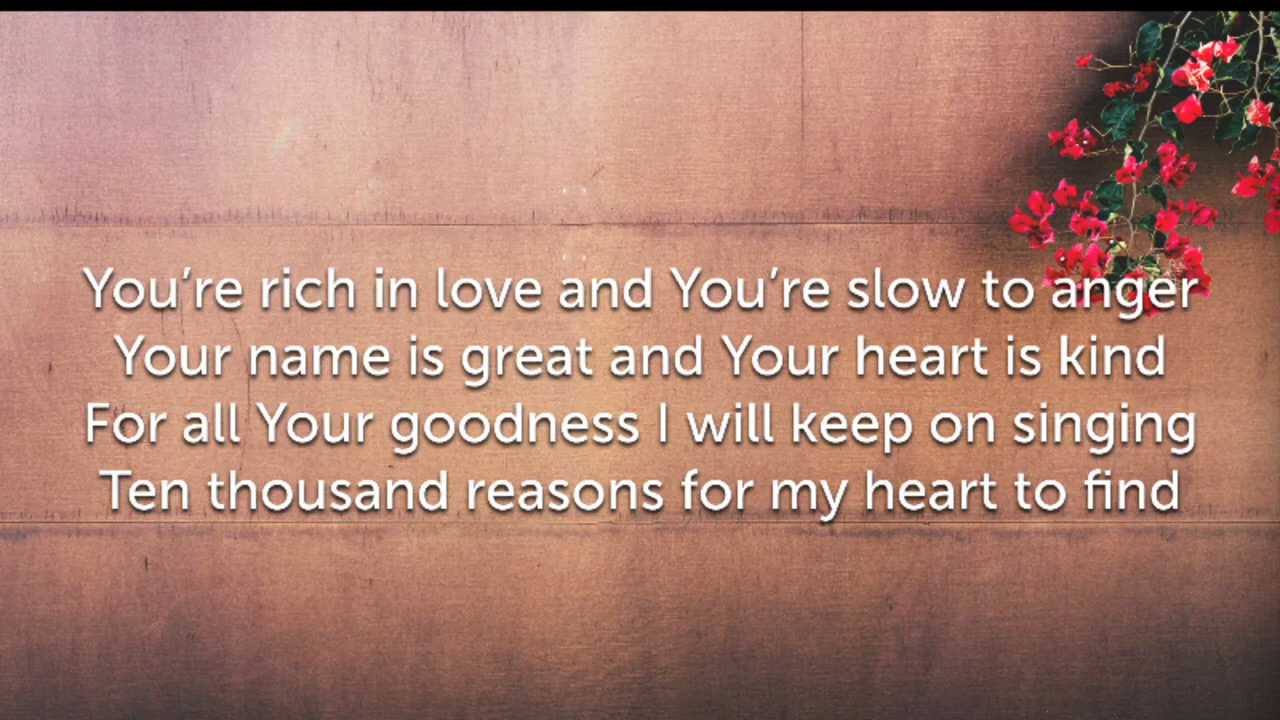 You’re rich in love and You’re slow to anger
Your name is great and Your heart is kind
For all Your goodness I will keep on singing
Ten thousand reasons for my heart to find